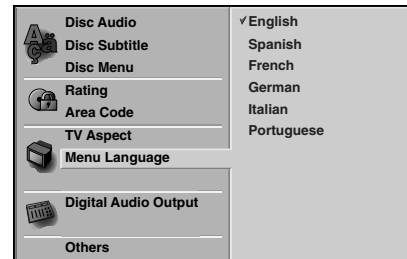 Disc Audio
Disc Subtitle
Disc Menu
Rating
Area Code
TV Aspect
Menu Language
Digital Audio Output
Others
✓English
Spanish
French
German
Italian
Portuguese